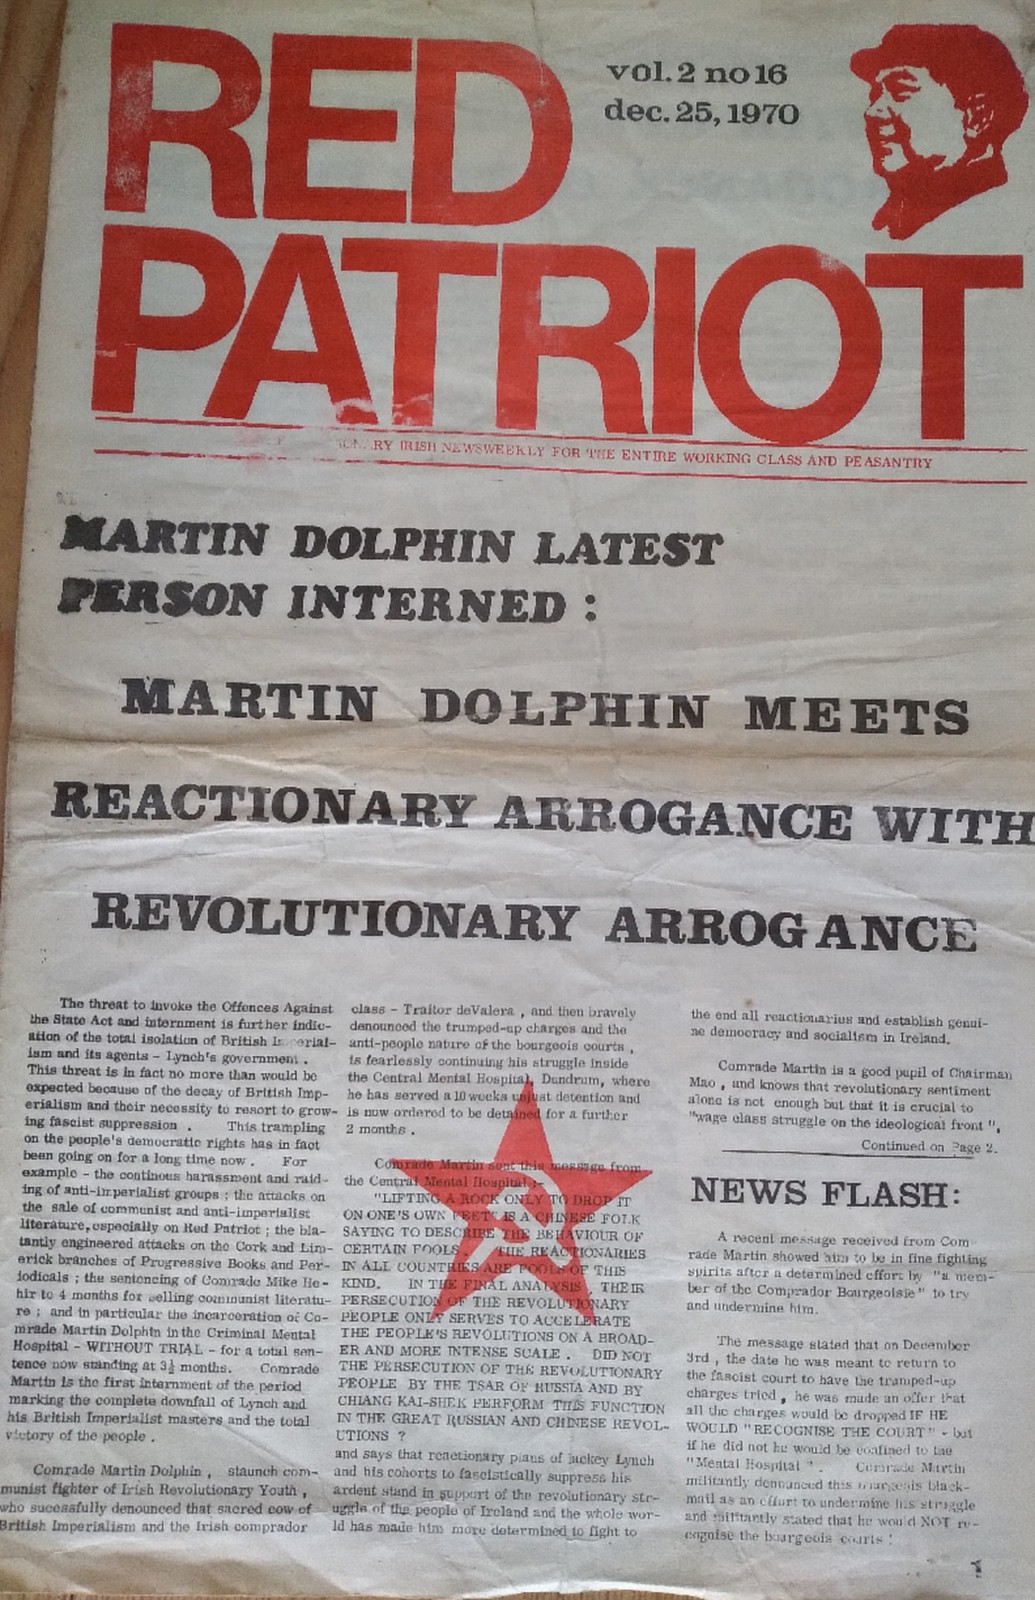 RED
PATRIOT
vol. 2 no 16
dec. 25, 1970
ARY IRISH NEWSWEEKLY FOR THE ENTIRE WORKING CLASS AND PEASANTRY
MARTIN DOLPHIN LATEST
PERSON INTERNED :
MARTIN DOLPHIN MEETS
REACTIONARY ARROGANCE WITH
REVOLUTIONARY ARROGANCE
The threat to invoke the Offences Against
the State Act and internment is further indic-
ation of the total isolation of British Imperial-
ism and its agents - Lynch's government .
This threat is in fact no more than would be
expected because of the decay of British Imp-
erialism and their necessity to resort to grow-
ing fascist suppression . This trampling
on the people's democratic rights has in fact
been going on for a long time now . For
example - the continous harassment and raid-
ing of anti-imperialist groups ; the attacks on
the sale of communist and anti-imperialist
literature, especially on Red Patriot ; the bla-
tantly engineered attacks on the Cork and Lim-
erick branches of Progressive Books and Per-
iodicals ; the sentencing of Comrade Mike He-
hir to 4 months for selling communist literatu-
re ; and in particular the incarceration of Co-
mrade Martin Dolphin in the Criminal Mental
Hospital - WITHOUT TRIAL - for a total sen-
tence now standing at 3½ months. Comrade
Martin is the first internment of the period
marking the complete downfall of Lynch and
his British Imperialist masters and the total
victory of the people .
Comrade Martin Dolphin , staunch com-
munist fighter of Irish Revolutionary Youth ,
who sucessfully denounced that sacred cow of
British Imperialism and the Irish comprador
class - Traitor deValera , and then bravely
denounced the trumped-up charges and the
anti-people nature of the bourgeois courts ,
is fearlessly continuing his struggle inside
the Central Mental Hospital, Dundrum, where
he has served a 10 weeks unjust detention and
is now ordered to be detained for a further
2 months .
Comrade Martin sent this message from
the Central Mental Hospital :-
"LIFTING A ROCK ONLY TO DROP IT
ON ONE'S OWN FEET" IS A CHINESE FOLK
SAYING TO DESCRIBE THE BEHAVIOUR OF
CERTAIN FOOLS . THE REACTIONARIES
IN ALL COUNTRIES ARE FOOLS OF THIS
KIND. IN THE FINAL ANALYSIS , THEIR
PERSECUTION OF THE REVOLUTIONARY
PEOPLE ONLY SERVES TO ACCELERATE
THE PEOPLE'S REVOLUTIONS ON A BROAD-
ER AND MORE INTENSE SCALE . DID NOT
THE PERSECUTION OF THE REVOLUTIONARY
PEOPLE BY THE TSAR OF RUSSIA AND BY
CHIANG KAI-SHEK PERFORM THIS FUNCTION
IN THE GREAT RUSSIAN AND CHINESE REVOL-
UTIONS ?
and says that reactionary plans of jackey Lynch
and his cohorts to fascistically suppress his
ardent stand in support of the revolutionary str-
uggle of the people of Ireland and the whole wor-
ld has made him more determined to fight to
the end all reactionaries and establish genui-
ne democracy and socialism in Ireland.
Comrade Martin is a good pupil of Chairman
Mao , and knows that revolutionary sentiment
alone is not enough but that it is crucial to
"wage class struggle on the ideological front ",
Continued on Page 2.
NEWS FLASH:
A recent message received from Com-
rade Martin showed him to be in fine fighting
spirits after a determined effort by "a mem-
ber of the Comprador Bourgeoisie" to try
and undermine him.
The message stated that on December
3rd , the date he was meant to return to
the fascist court to have the trumped-up
charges tried , he was made an offer that
all the charges would be dropped IF HE
WOULD "RECOGNISE THE COURT" - but
if he did not he would be confined to the
"Mental Hospital " . Comrade Martin
militantly denounced this bourgeois black-
mail as an effort to undermine his struggle
and militantly stated that he would NOT re-
cognise the bourgeois courts !
1